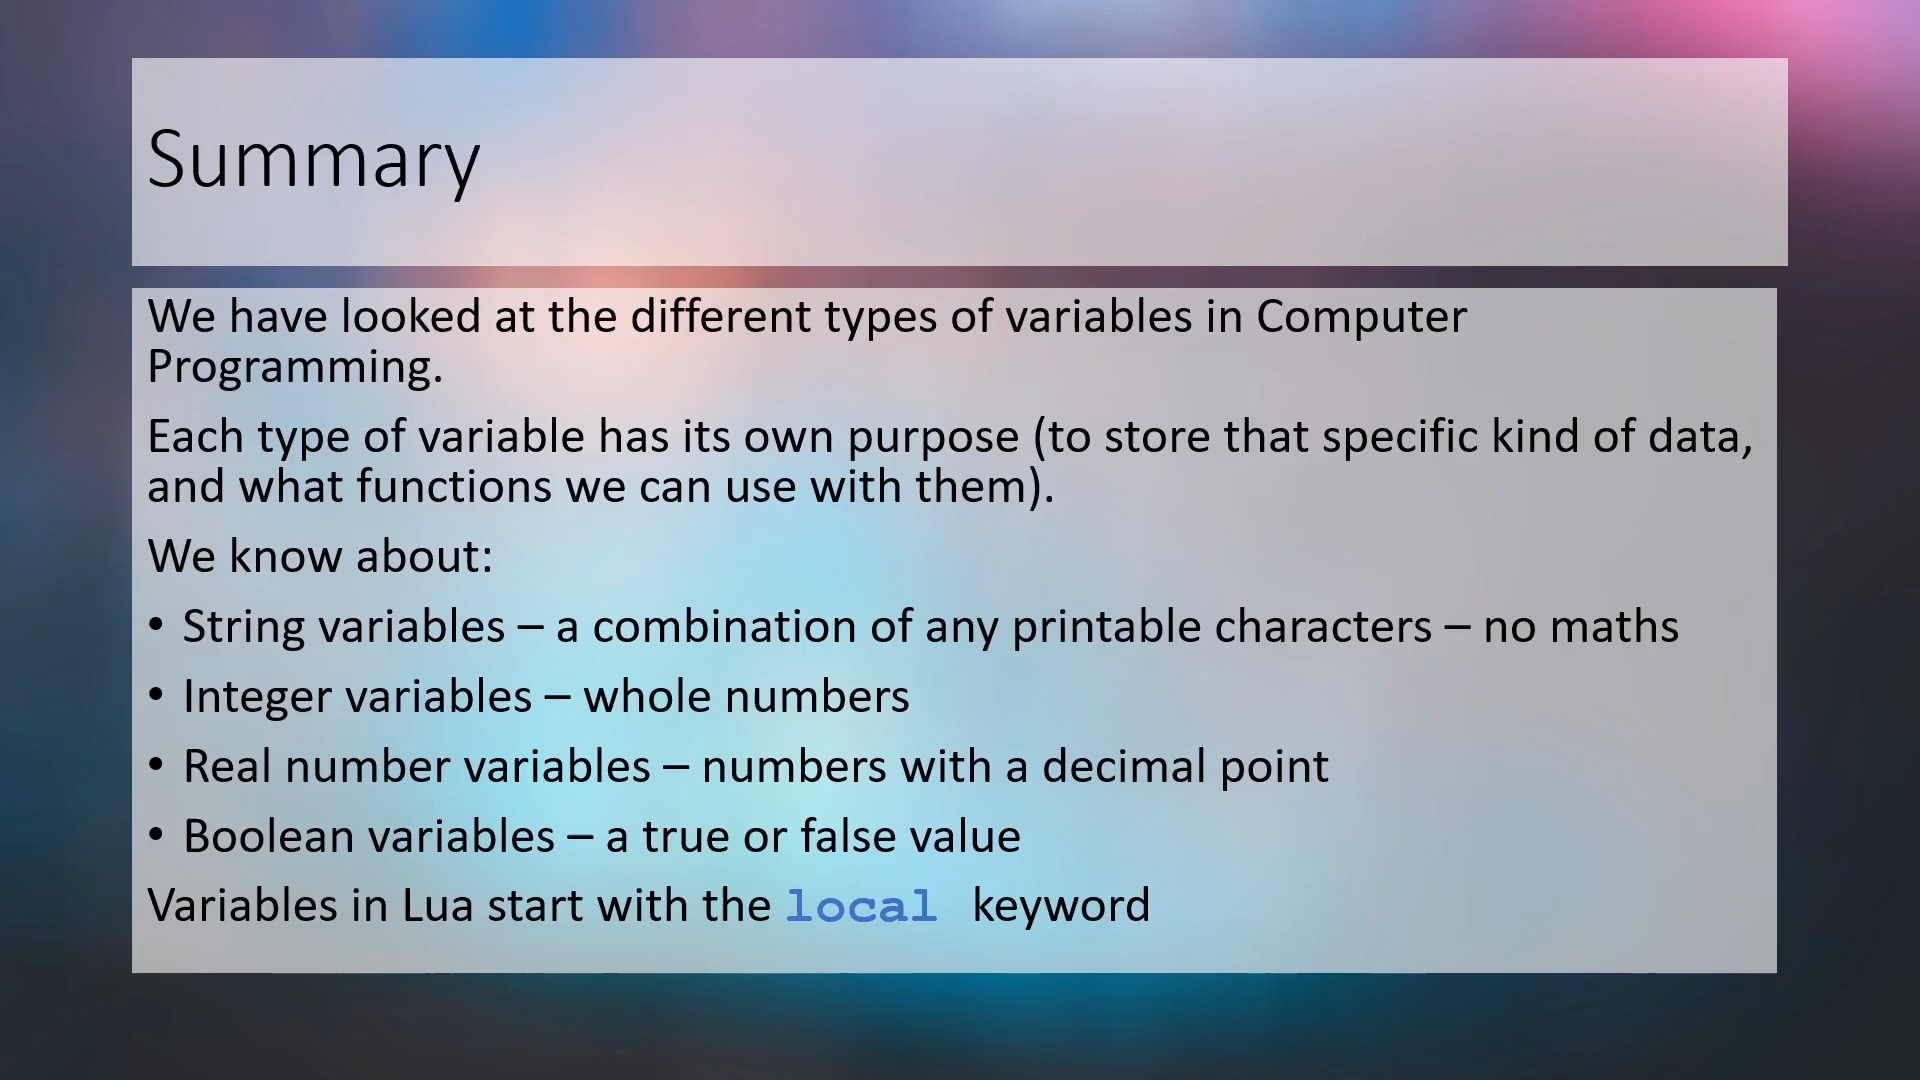 Summary
We have looked at the different types of variables in Computer
Programming.
Each type of variable has its own purpose (to store that specific kind of data,
and what functions we can use with them).
We know about:
• String variables – a combination of any printable characters – no maths
• Integer variables – whole numbers
• Real number variables – numbers with a decimal point
• Boolean variables – a true or false value
Variables in Lua start with the local keyword